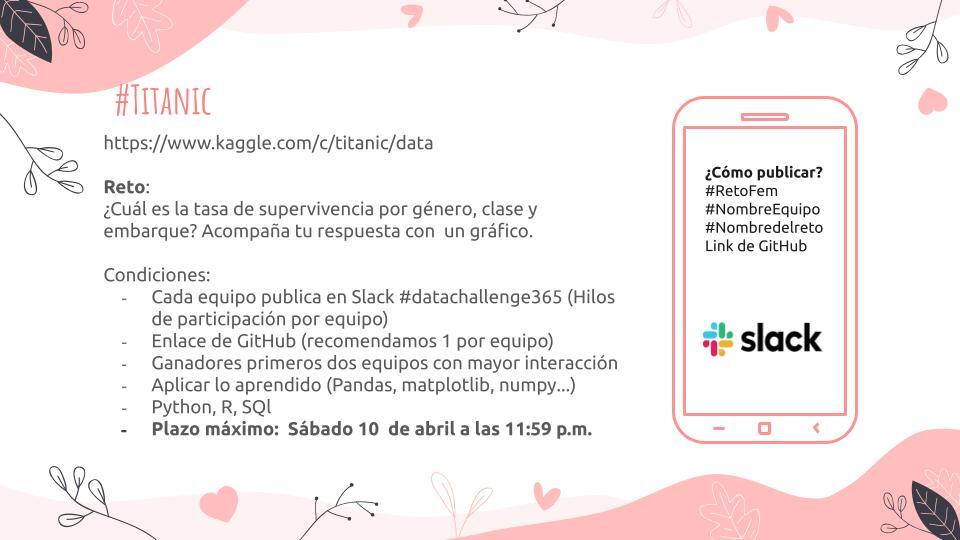 #Titanic
https://www.kaggle.com/c/titanic/data
Reto:
¿Cuál es la tasa de supervivencia por género, clase y
embarque? Acompaña tu respuesta con  un gráfico.
Condiciones:
- Cada equipo publica en Slack #datachallenge365 (Hilos
de participación por equipo)
- Enlace de GitHub (recomendamos 1 por equipo)
- Ganadores primeros dos equipos con mayor interacción
- Aplicar lo aprendido (Pandas, matplotlib, numpy...)
- Python, R, SQl
- Plazo máximo:  Sábado 10  de abril a las 11:59 p.m.
¿Cómo publicar?
#RetoFem
#NombreEquipo
#Nombredelreto
Link de GitHub
slack